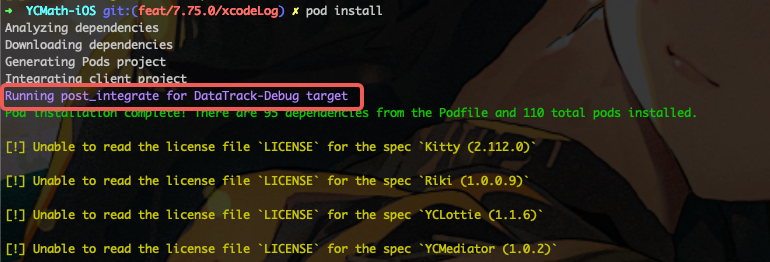 → YCMath-iOS git:(feat/7.75.0/xcodeLog) ✗ pod install
Analyzing dependencies
Downloading dependencies
Generating Pods project
Integrating client project
Running post_integrate for DataTrack-Debug target
Pod installation complete! There are 95 dependencies from the Podfile and 110 total pods installed.
[!] Unable to read the license file `LICENSE` for the spec `Kitty (2.112.0)`
[!] Unable to read the license file `LICENSE` for the spec `Riki (1.0.0.9)`
[!] Unable to read the license file `LICENSE` for the spec `YCLottie (1.1.6)`
[!] Unable to read the license file `LICENSE` for the spec `YCMediator (1.0.2)`